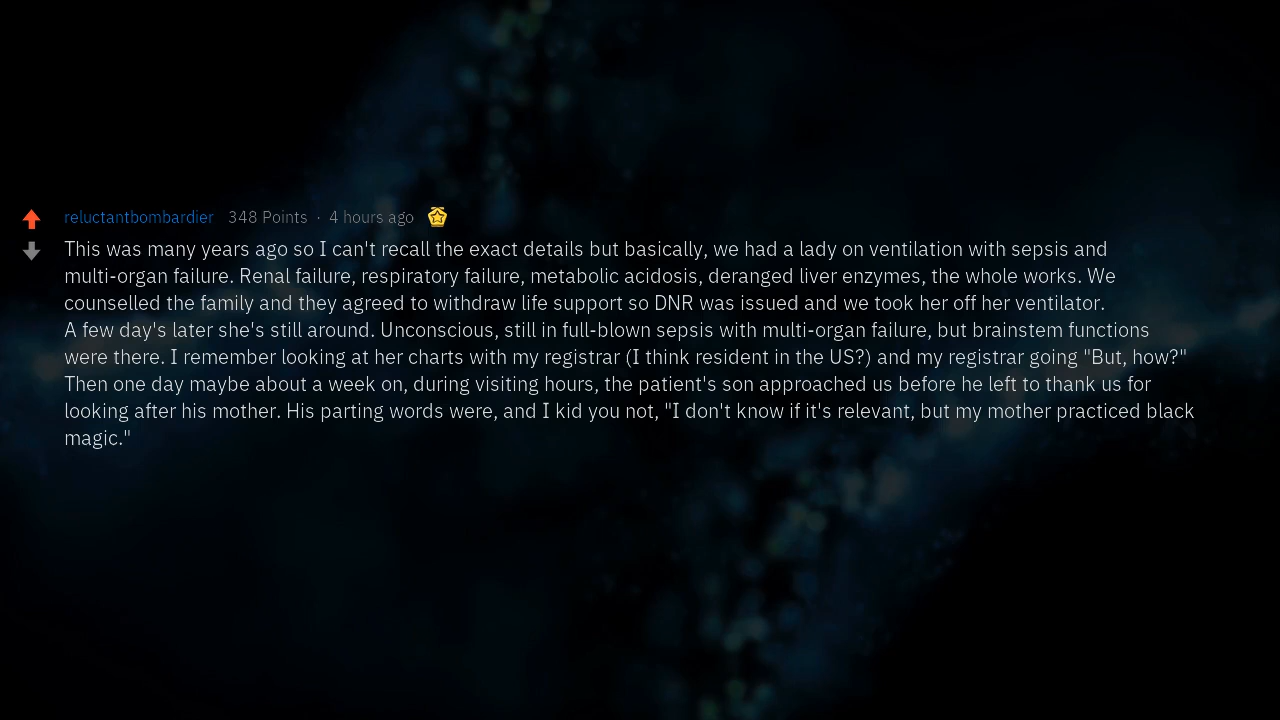 reluctantbombardier 348 Points · 4 hours ago
This was many years ago so I can't recall the exact details but basically, we had a lady on ventilation with sepsis and
multi-organ failure. Renal failure, respiratory failure, metabolic acidosis, deranged liver enzymes, the whole works. We
counselled the family and they agreed to withdraw life support so DNR was issued and we took her off her ventilator.
A few day's later she's still around. Unconscious, still in full-blown sepsis with multi-organ failure, but brainstem functions
were there. I remember looking at her charts with my registrar (I think resident in the US?) and my registrar going "But, how?"
Then one day maybe about a week on, during visiting hours, the patient's son approached us before he left to thank us for
looking after his mother. His parting words were, and I kid you not, "I don't know if it's relevant, but my mother practiced black
magic."